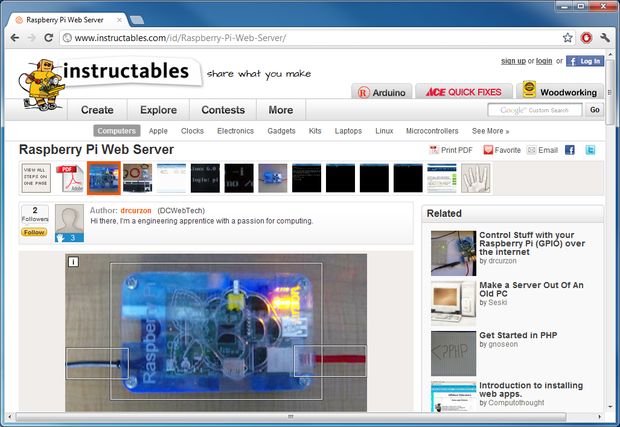 Raspberry Pi Web Server
www.instructables.com/id/Raspberry-Pi-Web-Server/
sign up or login or f Log In
instructables share what you make
Arduino ACE QUICK FIXES Woodworking
Create Explore Contests More Google™ Custom Search Go
Computers Apple Clocks Electronics Gadgets Kits Laptops Linux Microcontrollers See More »
Raspberry Pi Web Server Print PDF Favorite Email
VIEW ALL
STEPS ON
ONE PAGE
PDF
Adobe
2
Followers
Follow
3
Author: drcurzon (DCWebTech)
Hi there, I'm a engineering apprentice with a passion for computing.
i
Raspberry Pi
Related
Control Stuff with your
Raspberry Pi (GPIO) over
the internet
by drcurzon
Make a Server Out Of An
Old PC
by Seski
<?PHP
Get Started in PHP
by gnoseon
Introduction to installing
web apps.
by Computothought